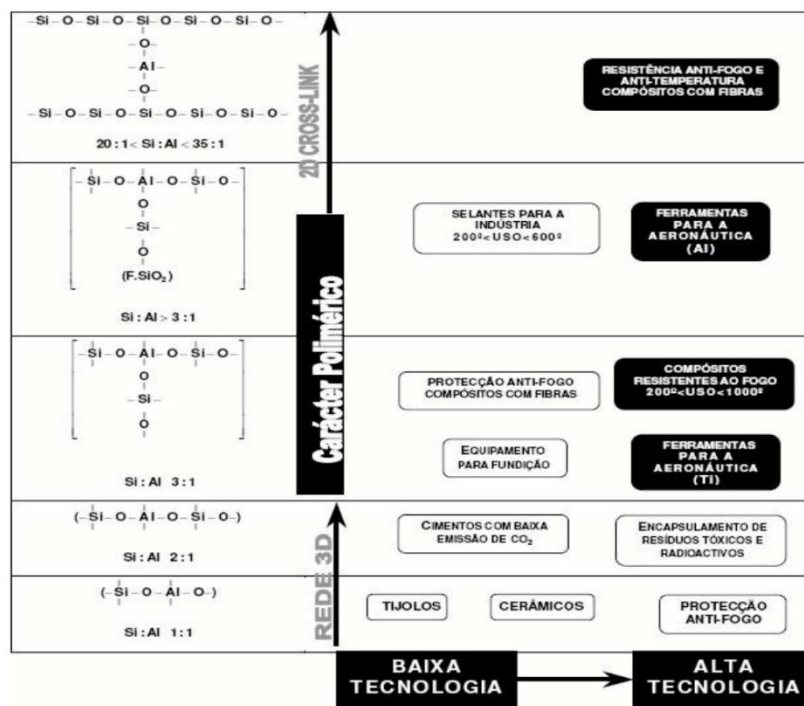 –Si–O–Si–O–Si–O–Si–O–Si–O–
–O–
–Al–
–O–
–Si–O–Si–O–Si–O–Si–O–Si–O–
20:1< Si:Al <35:1
2D CROSS-LINK
RESISTÊNCIA ANTI-FOGO E
ANTI-TEMPERATURA
COMPÓSITOS COM FIBRAS
–Si–O–Al–O–Si–O–
O
–Si–
O
(F.SiO₂)
Si:Al > 3:1
SELANTES PARA A
INDÚSTRIA
200º<USO<600º
FERRAMENTAS
PARA A
AERONÁUTICA
(Al)
Carácter Polimérico
–Si–O–Al–O–Si–O–
O
–Si–
O
Si:Al 3:1
PROTECÇÃO ANTI-FOGO
COMPÓSITOS COM FIBRAS
COMPÓSITOS
RESISTENTES AO FOGO
200º<USO<1000º
EQUIPAMENTO
PARA FUNDIÇÃO
FERRAMENTAS
PARA A
AERONÁUTICA
(TI)
(–Si–O–Al–O–Si–O–)
Si:Al 2:1
REDE 3D
CIMENTOS COM BAIXA
EMISSÃO DE CO₂
ENCAPSULAMENTO DE
RESÍDUOS TÓXICOS E
RADIOACTIVOS
(–Si–O–Al–O–)
Si:Al 1:1
TIJOLOS
CERÂMICOS
PROTECÇÃO
ANTI-FOGO
BAIXA
TECNOLOGIA
ALTA
TECNOLOGIA